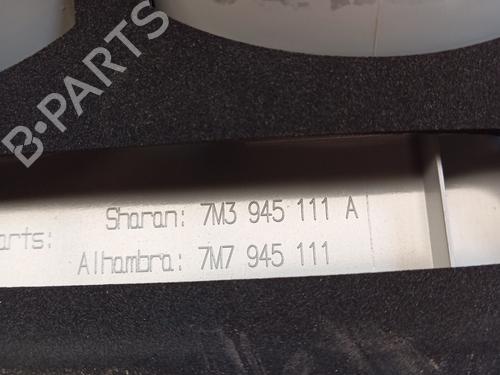 B-PARTS
Sharan: 7M3 945 111 A
arts:
Alhambra: 7M7 945 111